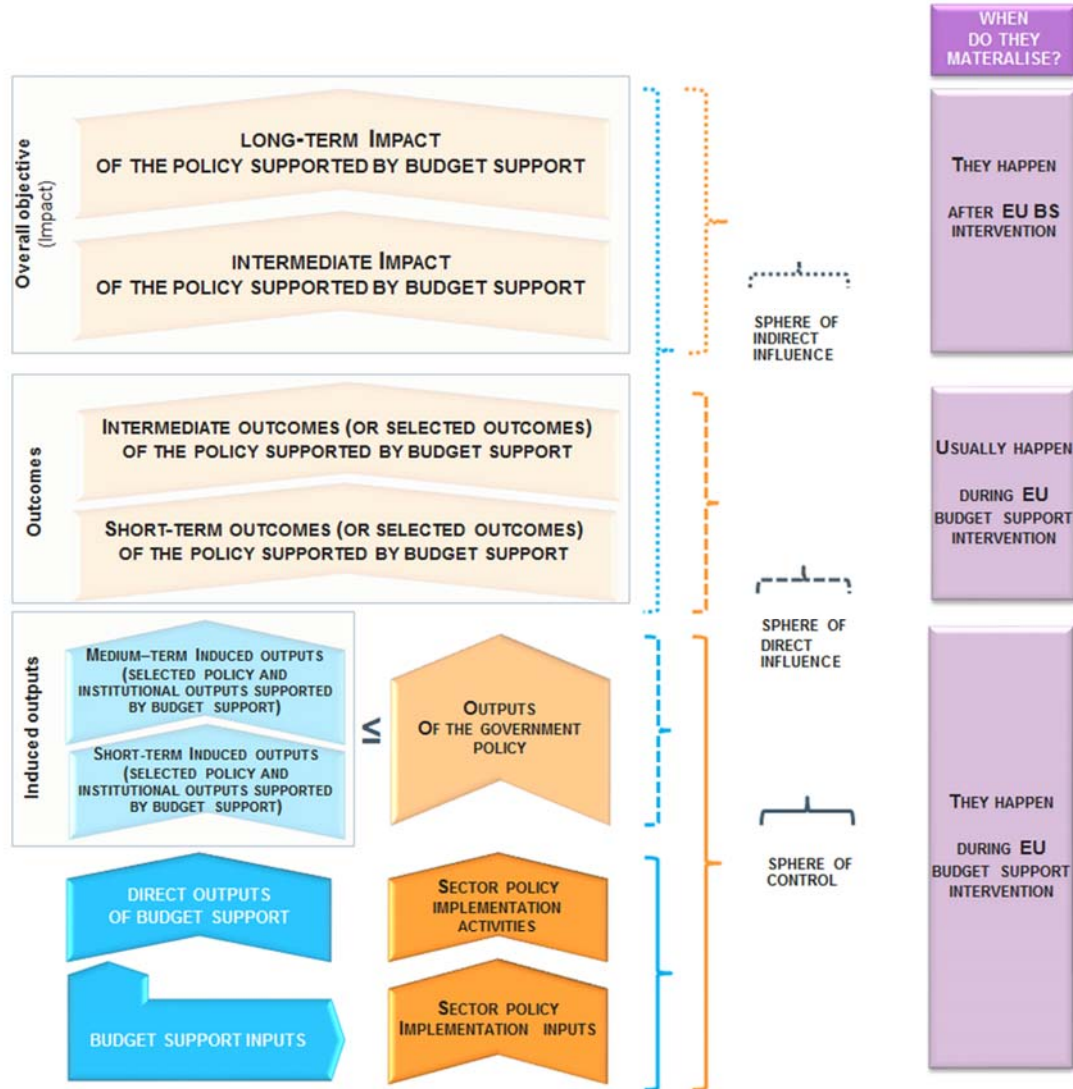 WHEN
DO THEY
MATERALISE?
Overall objective
(Impact)
LONG-TERM IMPACT
OF THE POLICY SUPPORTED BY BUDGET SUPPORT
INTERMEDIATE IMPACT
OF THE POLICY SUPPORTED BY BUDGET SUPPORT
SPHERE OF
INDIRECT
INFLUENCE
THEY HAPPEN
AFTER EU BS
INTERVENTION
Outcomes
INTERMEDIATE OUTCOMES (OR SELECTED OUTCOMES)
OF THE POLICY SUPPORTED BY BUDGET SUPPORT
SHORT-TERM OUTCOMES (OR SELECTED OUTCOMES)
OF THE POLICY SUPPORTED BY BUDGET SUPPORT
USUALLY HAPPEN
DURING EU
BUDGET SUPPORT
INTERVENTION
Induced outputs
MEDIUM–TERM INDUCED OUTPUTS
(SELECTED POLICY AND
INSTITUTIONAL OUTPUTS SUPPORTED
BY BUDGET SUPPORT)
SHORT-TERM INDUCED OUTPUTS
(SELECTED POLICY AND
INSTITUTIONAL OUTPUTS SUPPORTED
BY BUDGET SUPPORT)
≤
OUTPUTS
OF THE GOVERNMENT
POLICY
SPHERE OF
DIRECT
INFLUENCE
DIRECT OUTPUTS
OF BUDGET SUPPORT
SECTOR POLICY
IMPLEMENTATION
ACTIVITIES
SPHERE OF
CONTROL
THEY HAPPEN
DURING EU
BUDGET SUPPORT
INTERVENTION
BUDGET SUPPORT INPUTS
SECTOR POLICY
IMPLEMENTATION INPUTS